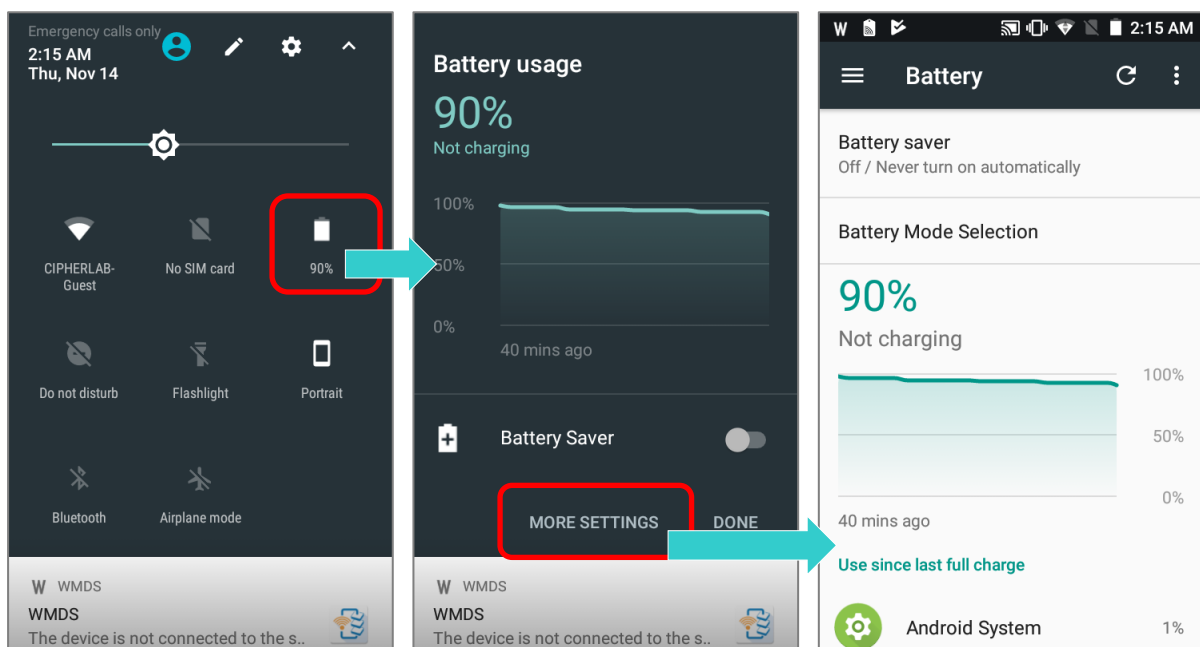 Emergency calls only
2:15 AM
Thu, Nov 14
CIPHERLAB-
Guest
No SIM card
90%
Do not disturb
Flashlight
Portrait
Bluetooth
Airplane mode
W WMDS
WMDS
The device is not connected to the s..
Battery usage
90%
Not charging
100%
50%
0%
40 mins ago
Battery Saver
MORE SETTINGS
DONE
W WMDS
WMDS
The device is not connected to the s..
W
2:15 AM
Battery
Battery saver
Off / Never turn on automatically
Battery Mode Selection
90%
Not charging
100%
50%
0%
40 mins ago
Use since last full charge
Android System 1%